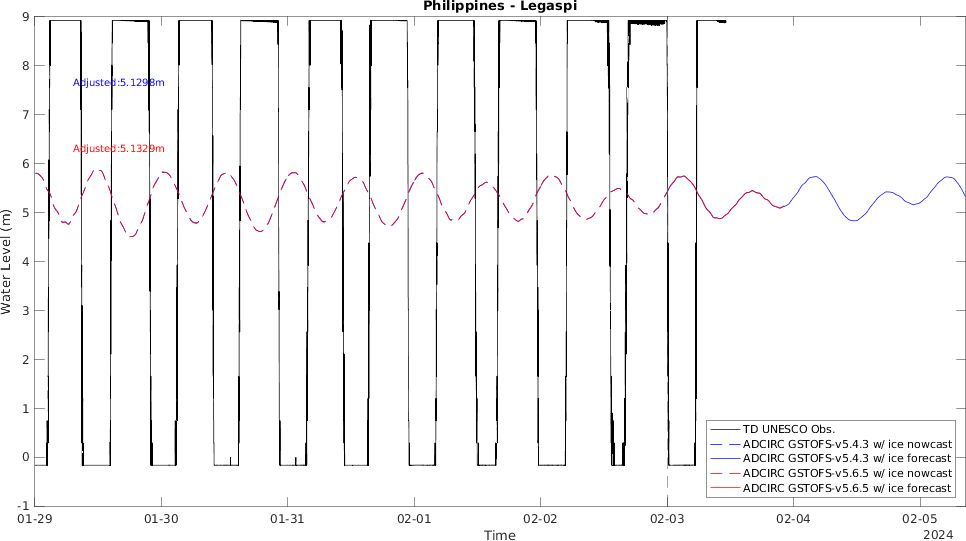 Philippines - Legaspi
9
8
Adjusted:5.1298m
7
Adjusted:5.1329m
6
5
4
3
2
1
0
-1
Water Level (m)
TD UNESCO Obs.
ADCIRC GSTOFS-v5.4.3 w/ ice nowcast
ADCIRC GSTOFS-v5.4.3 w/ ice forecast
ADCIRC GSTOFS-v5.6.5 w/ ice nowcast
ADCIRC GSTOFS-v5.6.5 w/ ice forecast
01-29 01-30 01-31 02-01 02-02 02-03 02-04 02-05
Time
2024